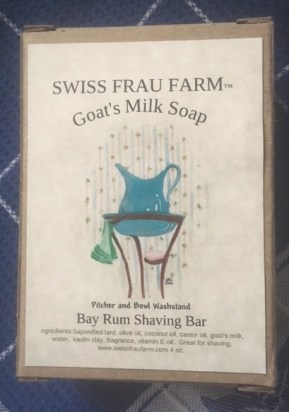 SWISS FRAU FARM™
Goat's Milk Soap
Pitcher and Bowl Washstand
Bay Rum Shaving Bar
ngredients: Saponified lard, olive oil, coconut oil, castor oil, goat's milk,
water, kaolin clay, fragrance, vitamin E oil. Great for shaving.
www.swissfraufarm.com 4 oz.